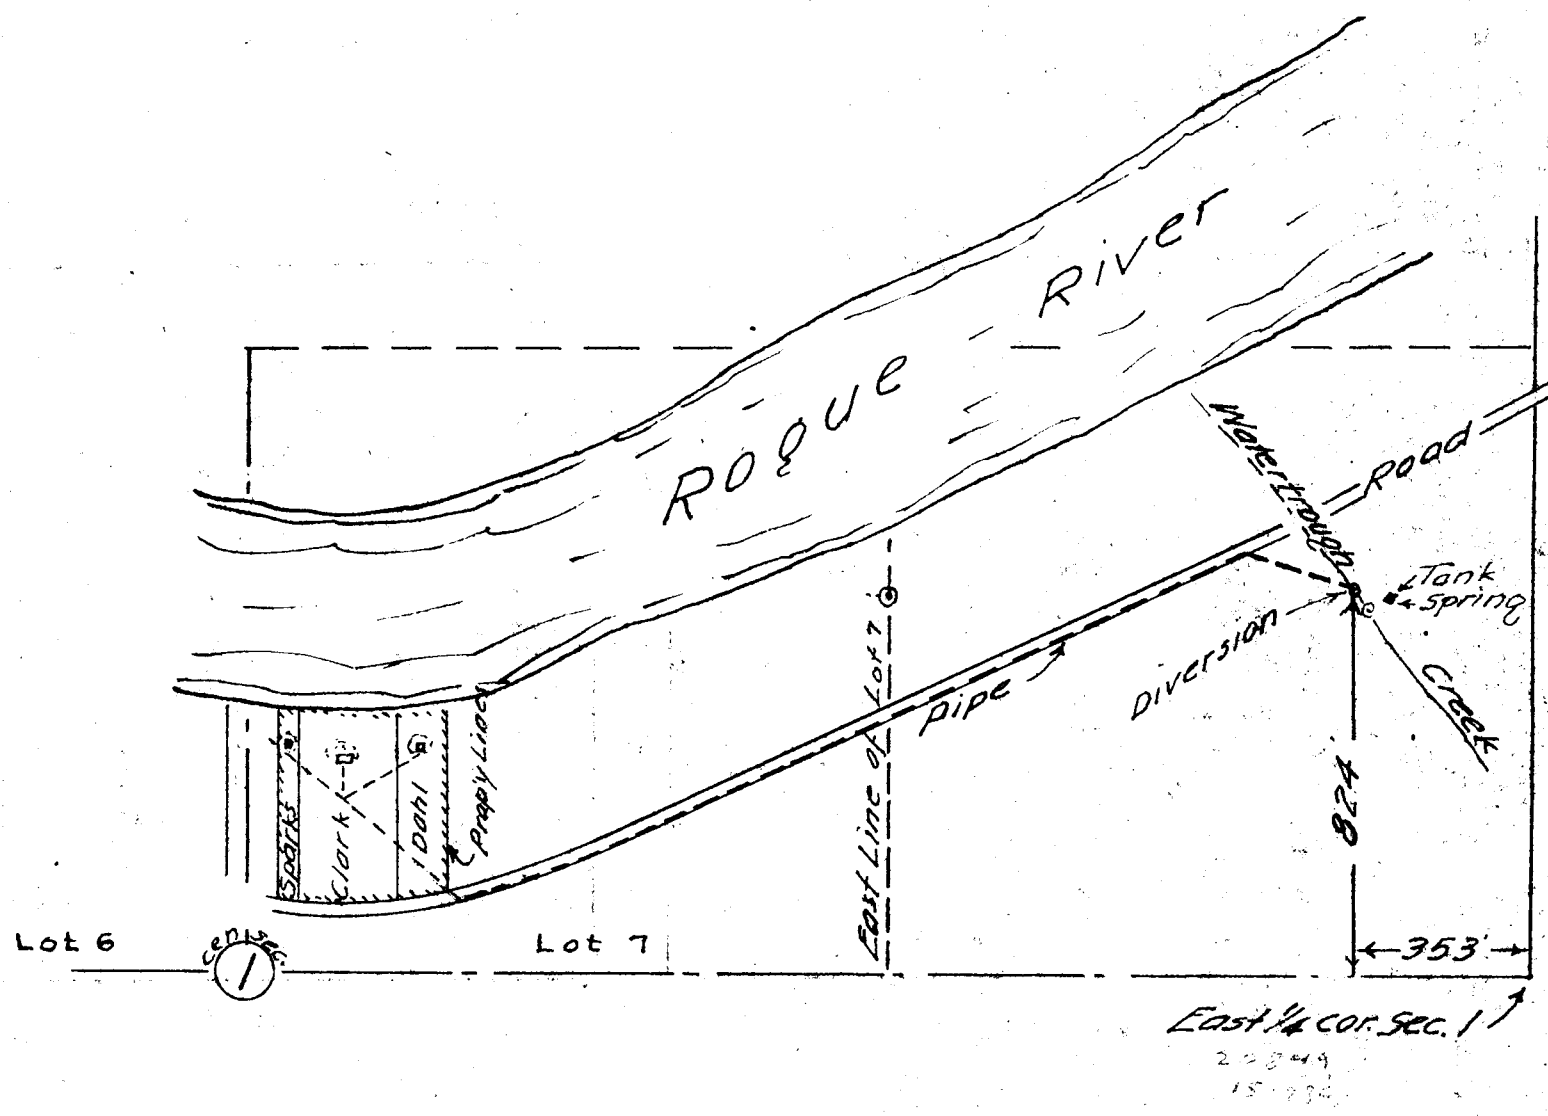 Rogue River
Watertrough
Road
Tank
Spring
Diversion
Creek
Pipe
East Line of Lot 7
Prop'ly Line
Sparks
Clark
Dahl
824'
Lot 6
cen. sec.
1
Lot 7
353'
East 1/4 cor. Sec. 1